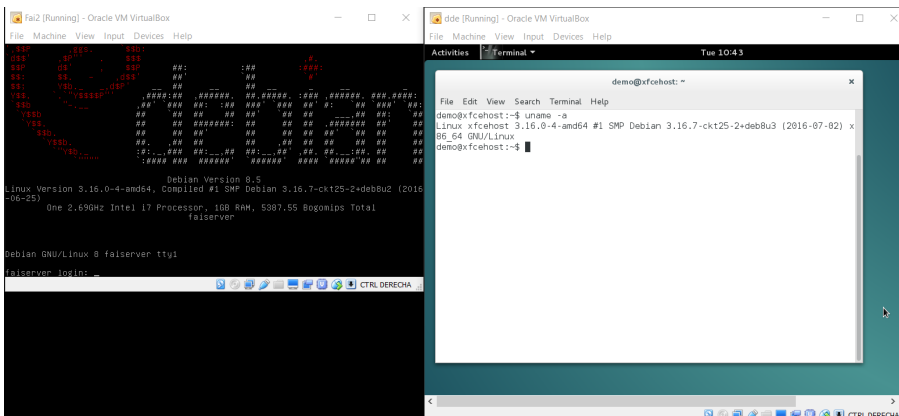 Fai2 [Running] - Oracle VM VirtualBox
File Machine View Input Devices Help
Debian Version 8.5
Linux Version 3.16.0-4-amd64, Compiled #1 SMP Debian 3.16.7-ckt25-2+deb8u2 (2016
-06-25)
One 2.69GHz Intel i7 Processor, 1GB RAM, 5387.55 Bogomips Total
faiserver
Debian GNU/Linux 8 faiserver tty1
faiserver login: _
CTRL DERECHA
dde [Running] - Oracle VM VirtualBox
File Machine View Input Devices Help
Activities Terminal Tue 10:43
demo@xfcehost: ~
File Edit View Search Terminal Help
demo@xfcehost:~$ uname -a
Linux xfcehost 3.16.0-4-amd64 #1 SMP Debian 3.16.7-ckt25-2+deb8u3 (2016-07-02) x
86_64 GNU/Linux
demo@xfcehost:~$
CTRL DERECHA